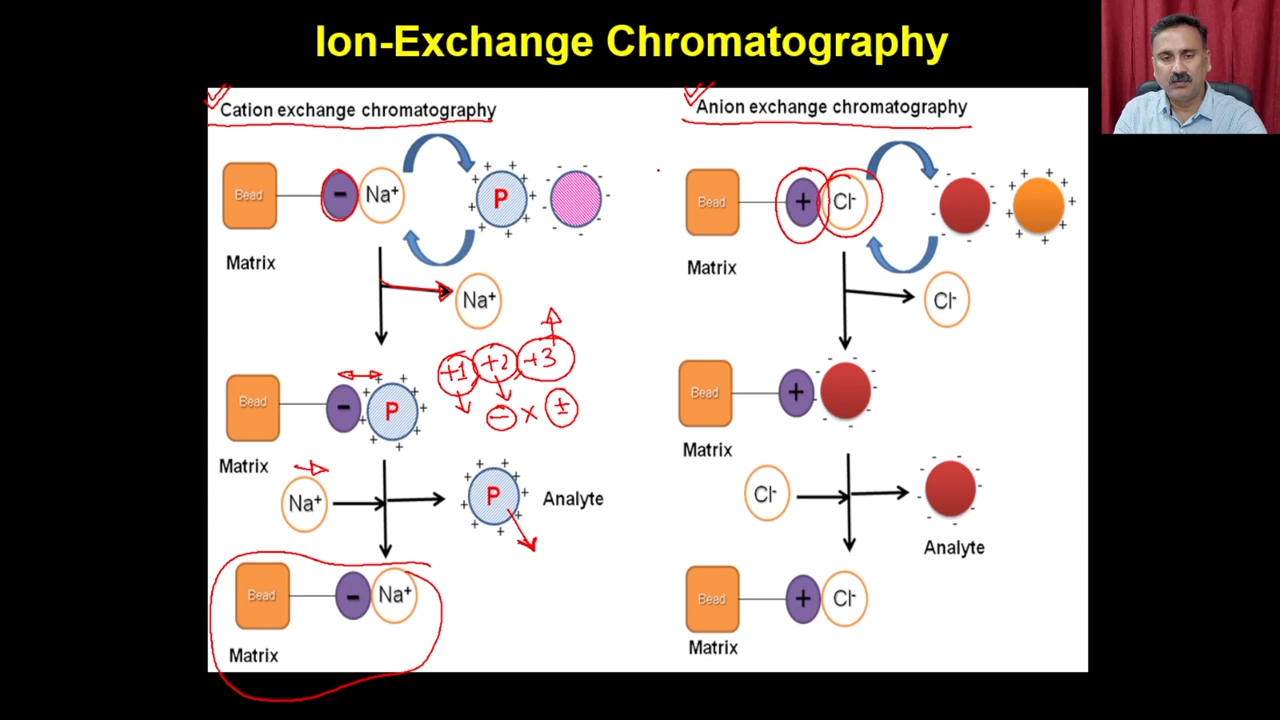 Ion-Exchange Chromatography
Cation exchange chromatography
Bead
-
Na⁺
P
Matrix
Na⁺
+1 +2 +3
- x ±
Bead
-
P
Matrix
Na⁺
P
Analyte
Bead
-
Na⁺
Matrix
Anion exchange chromatography
Bead
+
Cl⁻
Matrix
Cl⁻
Bead
+
Matrix
Cl⁻
Analyte
Bead
+
Cl⁻
Matrix